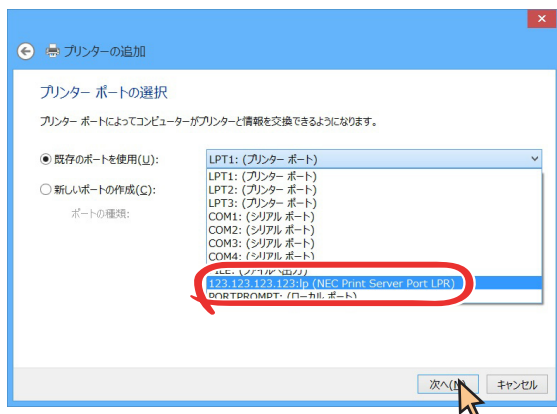 プリンターの追加
プリンター ポートの選択
プリンター ポートによってコンピューターがプリンターと情報を交換できるようになります。
既存のポートを使用(U):
LPT1: (プリンター ポート)
LPT1: (プリンター ポート)
LPT2: (プリンター ポート)
LPT3: (プリンター ポート)
COM1: (シリアル ポート)
COM2: (シリアル ポート)
COM3: (シリアル ポート)
COM4: (シリアル ポート)
FILE: (ファイルへ出力)
123.123.123.123:lp (NEC Print Server Port LPR)
PORTPROMPT: (ローカル ポート)
新しいポートの作成(C):
ポートの種類:
次へ(N)
キャンセル